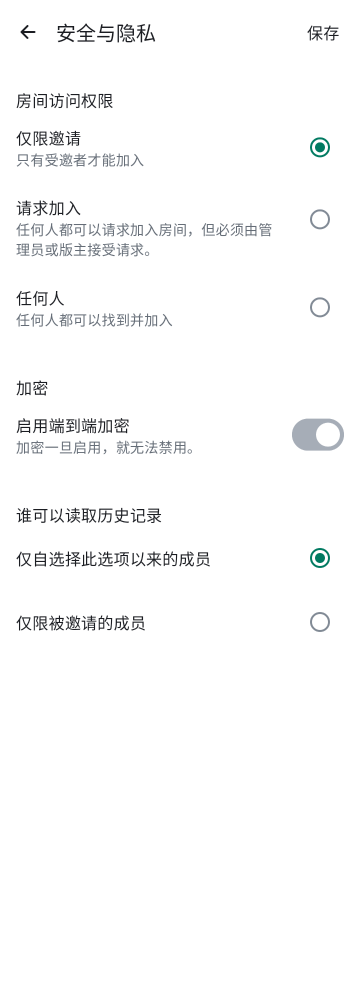 安全与隐私
保存
房间访问权限
仅限邀请
只有受邀者才能加入
请求加入
任何人都可以请求加入房间，但必须由管
理员或版主接受请求。
任何人
任何人都可以找到并加入
加密
启用端到端加密
加密一旦启用，就无法禁用。
谁可以读取历史记录
仅自选择此选项以来的成员
仅限被邀请的成员